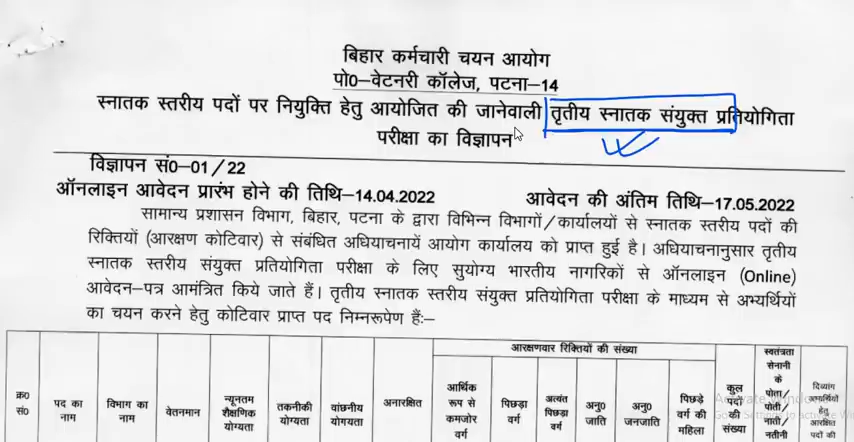 बिहार कर्मचारी चयन आयोग
पो0–वेटनरी कॉलेज, पटना–14
स्नातक स्तरीय पदों पर नियुक्ति हेतु आयोजित की जानेवाली तृतीय स्नातक संयुक्त प्रतियोगिता
परीक्षा का विज्ञापन
विज्ञापन सं0–01/22
ऑनलाइन आवेदन प्रारंभ होने की तिथि–14.04.2022 आवेदन की अंतिम तिथि–17.05.2022
सामान्य प्रशासन विभाग, बिहार, पटना के द्वारा विभिन्न विभागों/कार्यालयों से स्नातक स्तरीय पदों की
रिक्तियों (आरक्षण कोटिवार) से संबंधित अधियाचनायें आयोग कार्यालय को प्राप्त हुई है। अधियाचनानुसार तृतीय
स्नातक स्तरीय संयुक्त प्रतियोगिता परीक्षा के लिए सुयोग्य भारतीय नागरिकों से ऑनलाइन (Online)
आवेदन–पत्र आमंत्रित किये जाते हैं। तृतीय स्नातक स्तरीय संयुक्त प्रतियोगिता परीक्षा के माध्यम से अभ्यर्थियों
का चयन करने हेतु कोटिवार प्राप्त पद निम्नरूपेण हैं:–
आरक्षणवार रिक्तियों की संख्या
क्र0
सं0
पद का
नाम
विभाग का
नाम
वेतनमान
न्यूनतम
शैक्षणिक
योग्यता
तकनीकी
योग्यता
वांछनीय
योगयता
अनारक्षित
आर्थिक
रूप से
कमजोर
वर्ग
पिछड़ा
वर्ग
अत्यंत
पिछड़ा
वर्ग
अनु0
जाति
अनु0
जनजाति
पिछड़े
वर्ग की
महिला
कुल
पदों
की
संख्या
स्वतंत्रता
सेनानी
के
पोता/
पोती/
नाती/
नतीनी
दिव्यांग
अभ्यर्थियों
हेतु
आरक्षित
पदों की